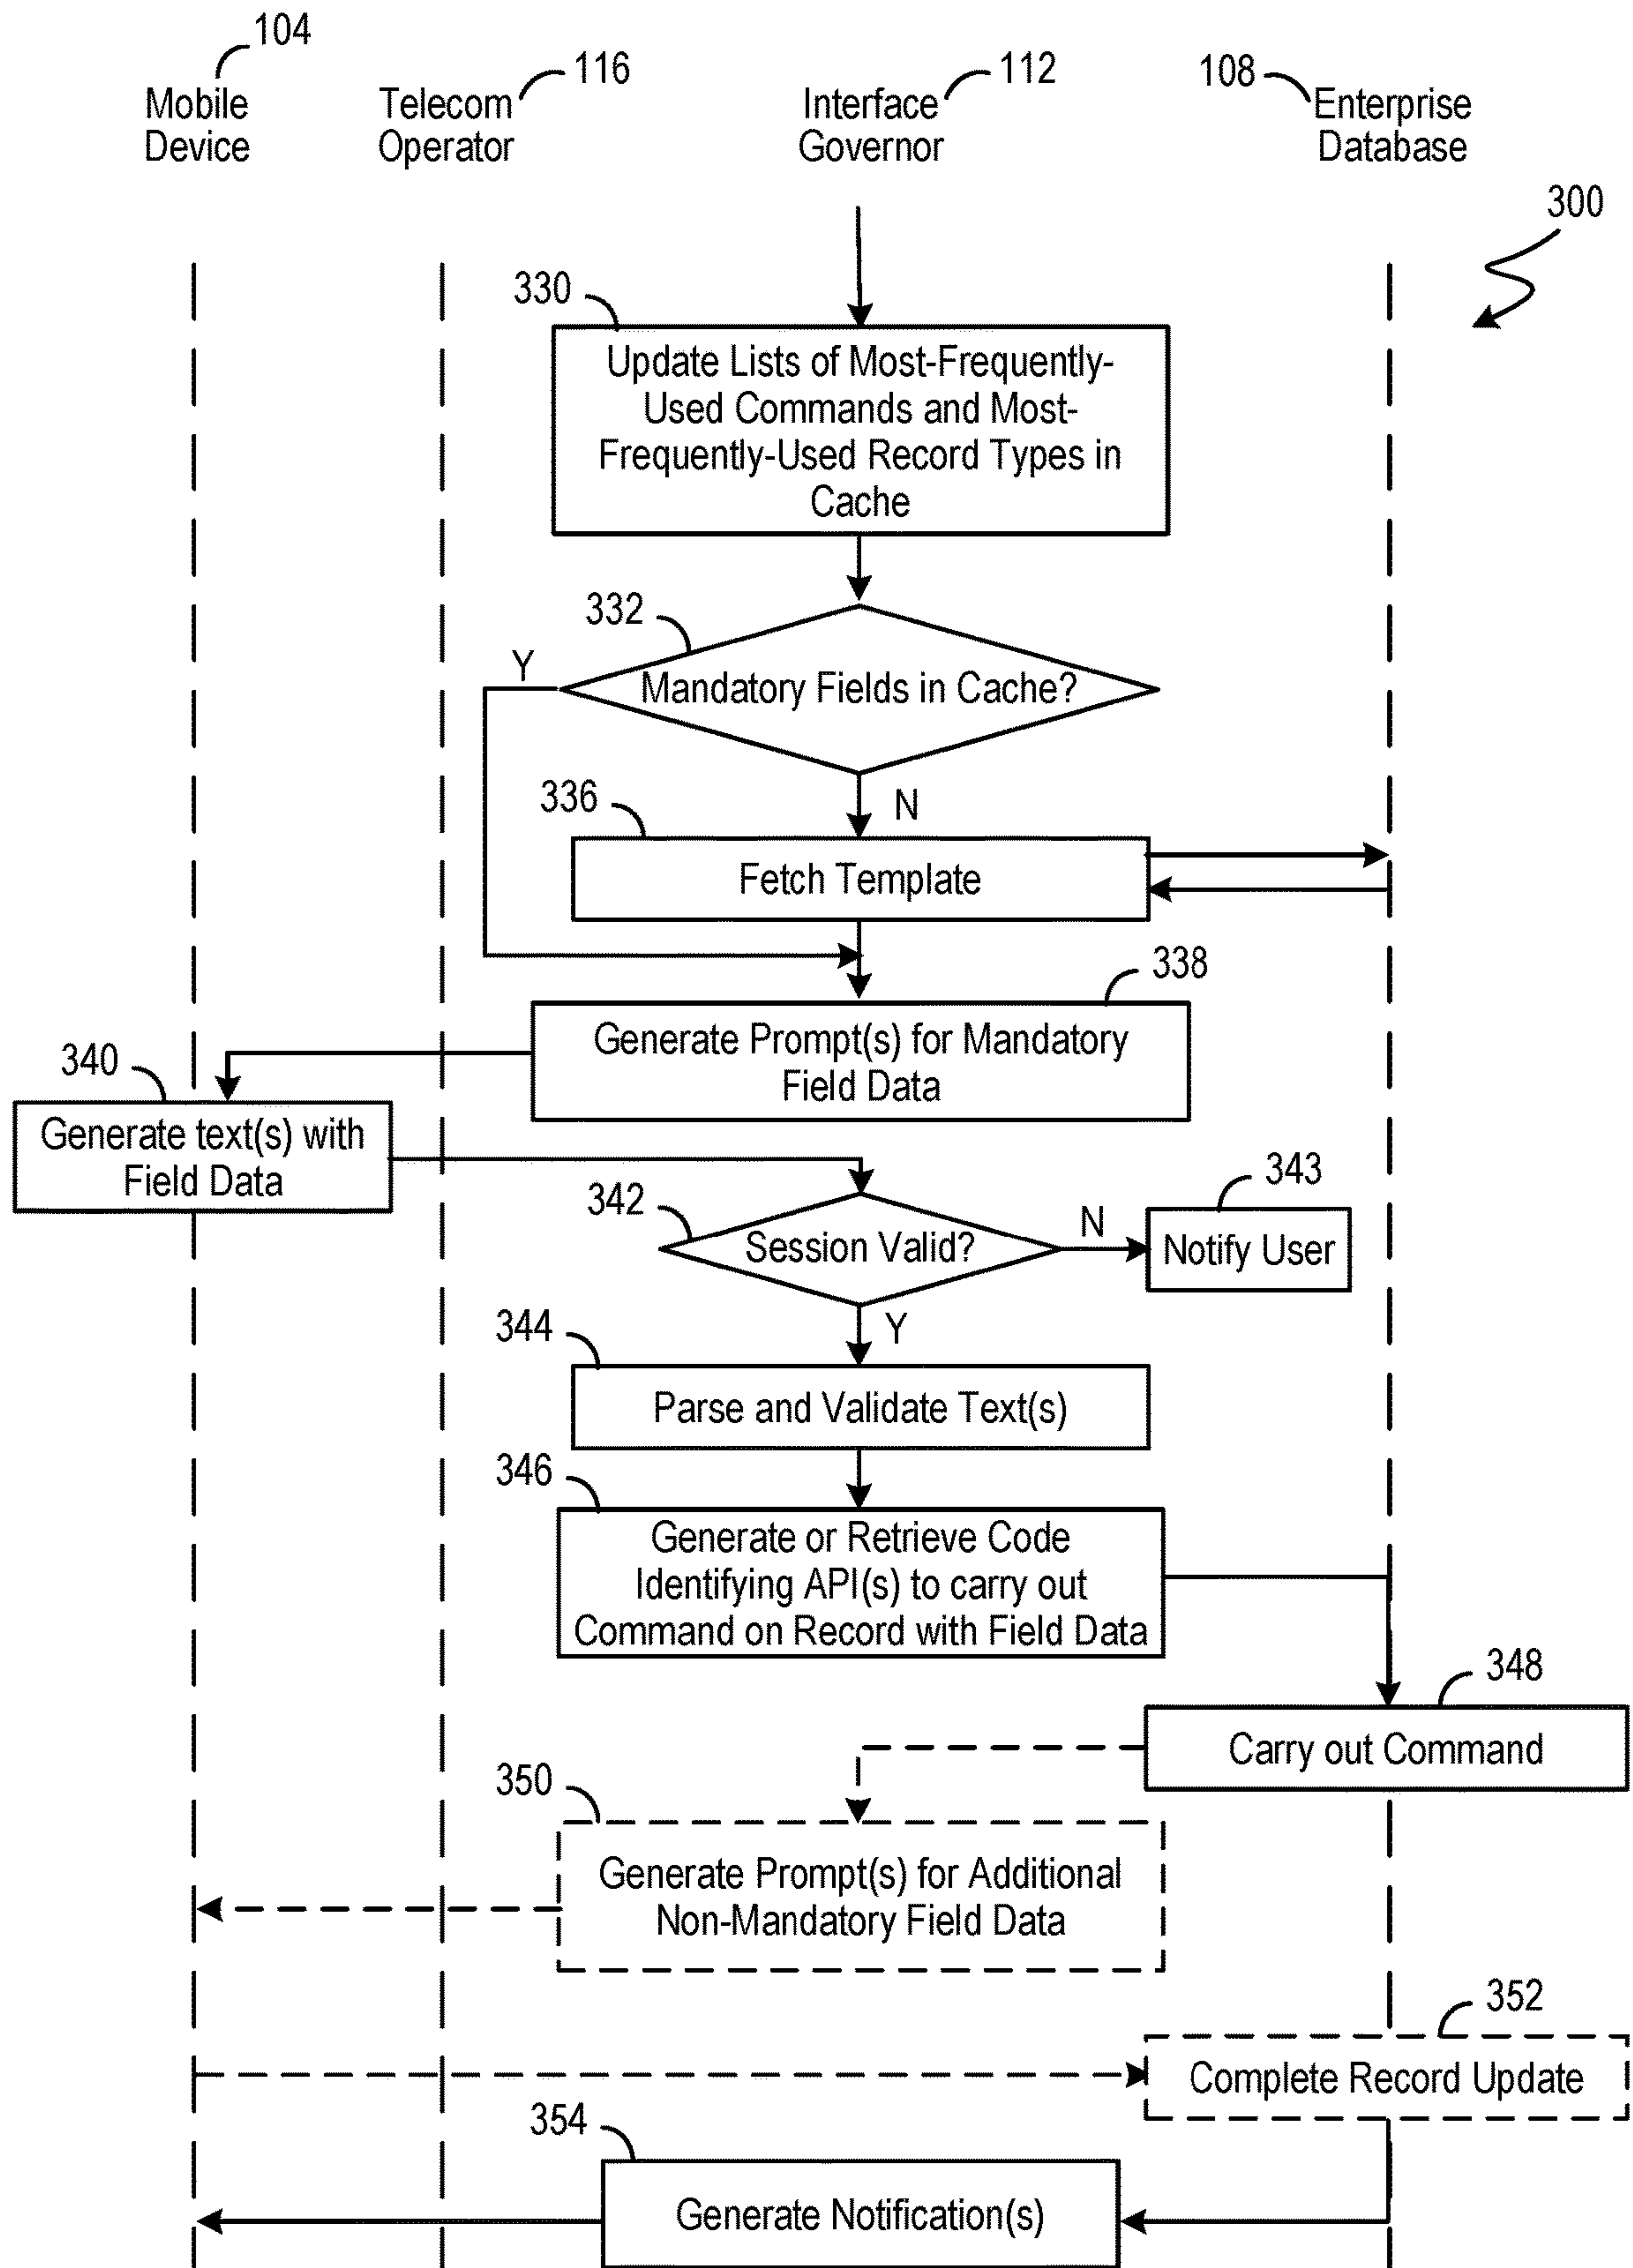 104
116
112
108
Mobile
Device
Telecom
Operator
Interface
Governor
Enterprise
Database
300
330
Update Lists of Most-Frequently-
Used Commands and Most-
Frequently-Used Record Types in
Cache
332
Y
Mandatory Fields in Cache?
336
N
Fetch Template
338
Generate Prompt(s) for Mandatory
Field Data
340
Generate text(s) with
Field Data
342
Session Valid?
N
343
Notify User
Y
344
Parse and Validate Text(s)
346
Generate or Retrieve Code
Identifying API(s) to carry out
Command on Record with Field Data
348
Carry out Command
350
Generate Prompt(s) for Additional
Non-Mandatory Field Data
352
Complete Record Update
354
Generate Notification(s)